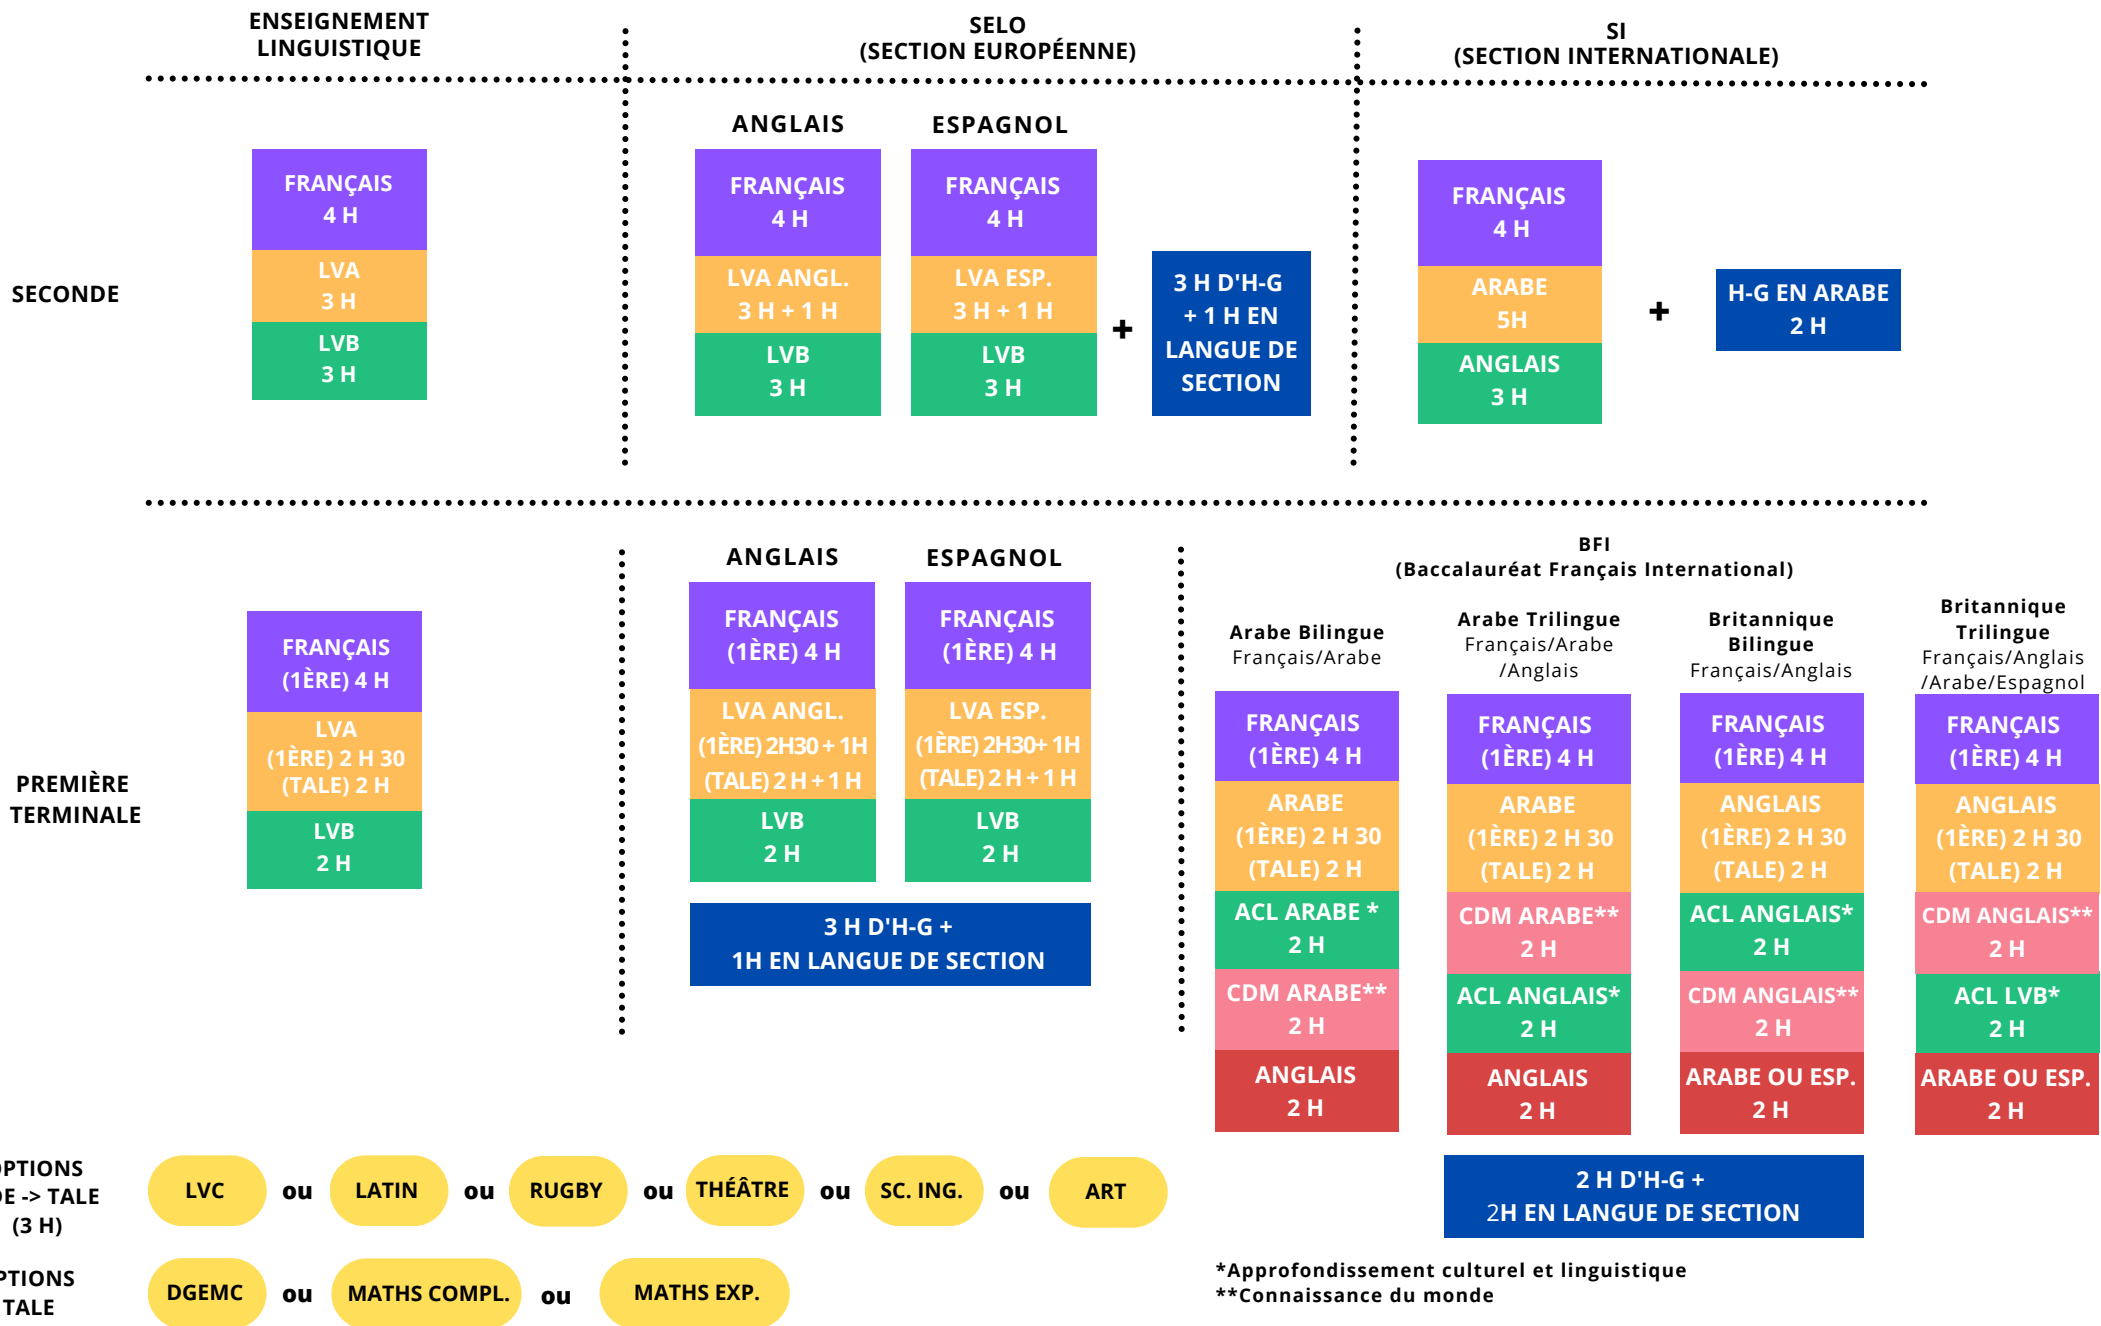 ENSEIGNEMENT
LINGUISTIQUE
SELO
(SECTION EUROPÉENNE)
SI
(SECTION INTERNATIONALE)
SECONDE
FRANÇAIS
4 H
LVA
3 H
LVB
3 H
ANGLAIS
FRANÇAIS
4 H
LVA ANGL.
3 H + 1 H
LVB
3 H
ESPAGNOL
FRANÇAIS
4 H
LVA ESP.
3 H + 1 H
LVB
3 H
+
3 H D'H-G
+ 1 H EN
LANGUE DE
SECTION
FRANÇAIS
4 H
ARABE
5H
ANGLAIS
3 H
+
H-G EN ARABE
2 H
PREMIÈRE
TERMINALE
FRANÇAIS
(1ÈRE) 4 H
LVA
(1ÈRE) 2 H 30
(TALE) 2 H
LVB
2 H
ANGLAIS
FRANÇAIS
(1ÈRE) 4 H
LVA ANGL.
(1ÈRE) 2H30 + 1H
(TALE) 2 H + 1 H
LVB
2 H
ESPAGNOL
FRANÇAIS
(1ÈRE) 4 H
LVA ESP.
(1ÈRE) 2H30+ 1H
(TALE) 2 H + 1 H
LVB
2 H
3 H D'H-G +
1H EN LANGUE DE SECTION
BFI
(Baccalauréat Français International)
Arabe Bilingue
Français/Arabe
FRANÇAIS
(1ÈRE) 4 H
ARABE
(1ÈRE) 2 H 30
(TALE) 2 H
ACL ARABE *
2 H
CDM ARABE**
2 H
ANGLAIS
2 H
Arabe Trilingue
Français/Arabe
/Anglais
FRANÇAIS
(1ÈRE) 4 H
ARABE
(1ÈRE) 2 H 30
(TALE) 2 H
CDM ARABE**
2 H
ACL ANGLAIS*
2 H
ANGLAIS
2 H
Britannique
Bilingue
Français/Anglais
FRANÇAIS
(1ÈRE) 4 H
ANGLAIS
(1ÈRE) 2 H 30
(TALE) 2 H
ACL ANGLAIS*
2 H
CDM ANGLAIS**
2 H
ARABE OU ESP.
2 H
Britannique
Trilingue
Français/Anglais
/Arabe/Espagnol
FRANÇAIS
(1ÈRE) 4 H
ANGLAIS
(1ÈRE) 2 H 30
(TALE) 2 H
CDM ANGLAIS**
2 H
ACL LVB*
2 H
ARABE OU ESP.
2 H
2 H D'H-G +
2H EN LANGUE DE SECTION
*Approfondissement culturel et linguistique
**Connaissance du monde
PTIONS
DE -> TALE
(3 H)
LVC ou LATIN ou RUGBY ou THÉÂTRE ou SC. ING. ou ART
PTIONS
TALE
DGEMC ou MATHS COMPL. ou MATHS EXP.